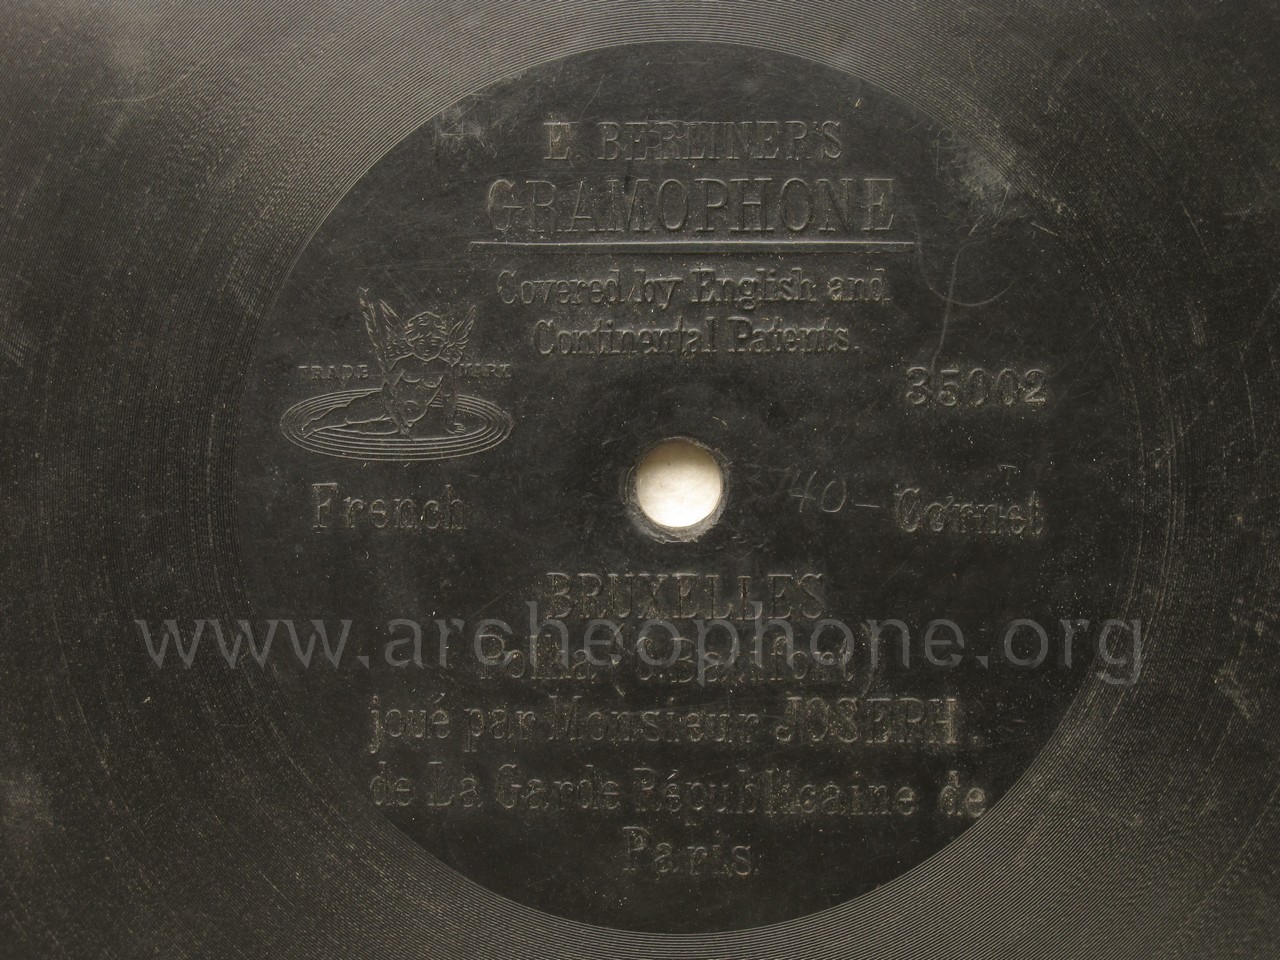 E. BERLINER'S
GRAMOPHONE
Covered by English and
Continental Patents.
TRADE MARK
35002
French
3740 - Cornet
BRUXELLES
www.archeophone.org
Polka
joué par Monsieur JOSEPH
de La Garde Républicaine de
Paris.